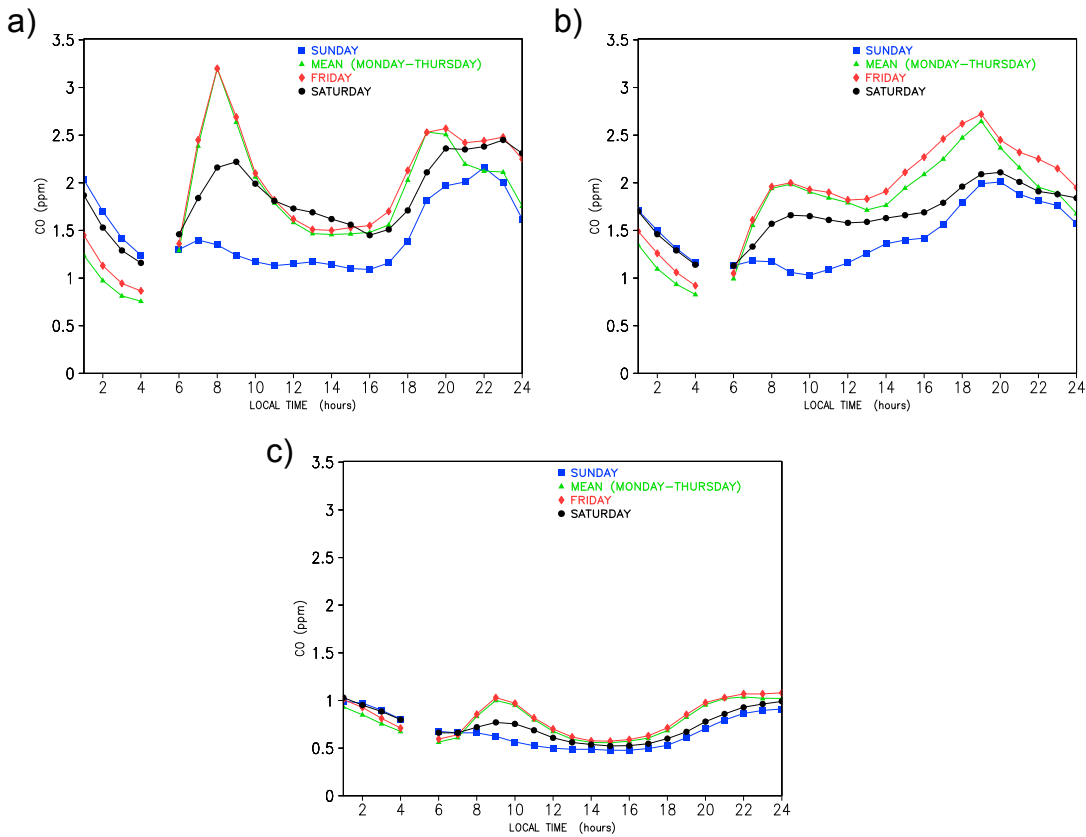 a)
3.5
3
2.5
2
1.5
1
0.5
0
CO (ppm)
SUNDAY
MEAN (MONDAY−THURSDAY)
FRIDAY
SATURDAY
2 4 6 8 10 12 14 16 18 20 22 24
LOCAL TIME (hours)
b)
3.5
3
2.5
2
1.5
1
0.5
0
CO (ppm)
SUNDAY
MEAN (MONDAY−THURSDAY)
FRIDAY
SATURDAY
2 4 6 8 10 12 14 16 18 20 22 24
LOCAL TIME (hours)
c)
3.5
3
2.5
2
1.5
1
0.5
0
CO (ppm)
SUNDAY
MEAN (MONDAY−THURSDAY)
FRIDAY
SATURDAY
2 4 6 8 10 12 14 16 18 20 22 24
LOCAL TIME (hours)